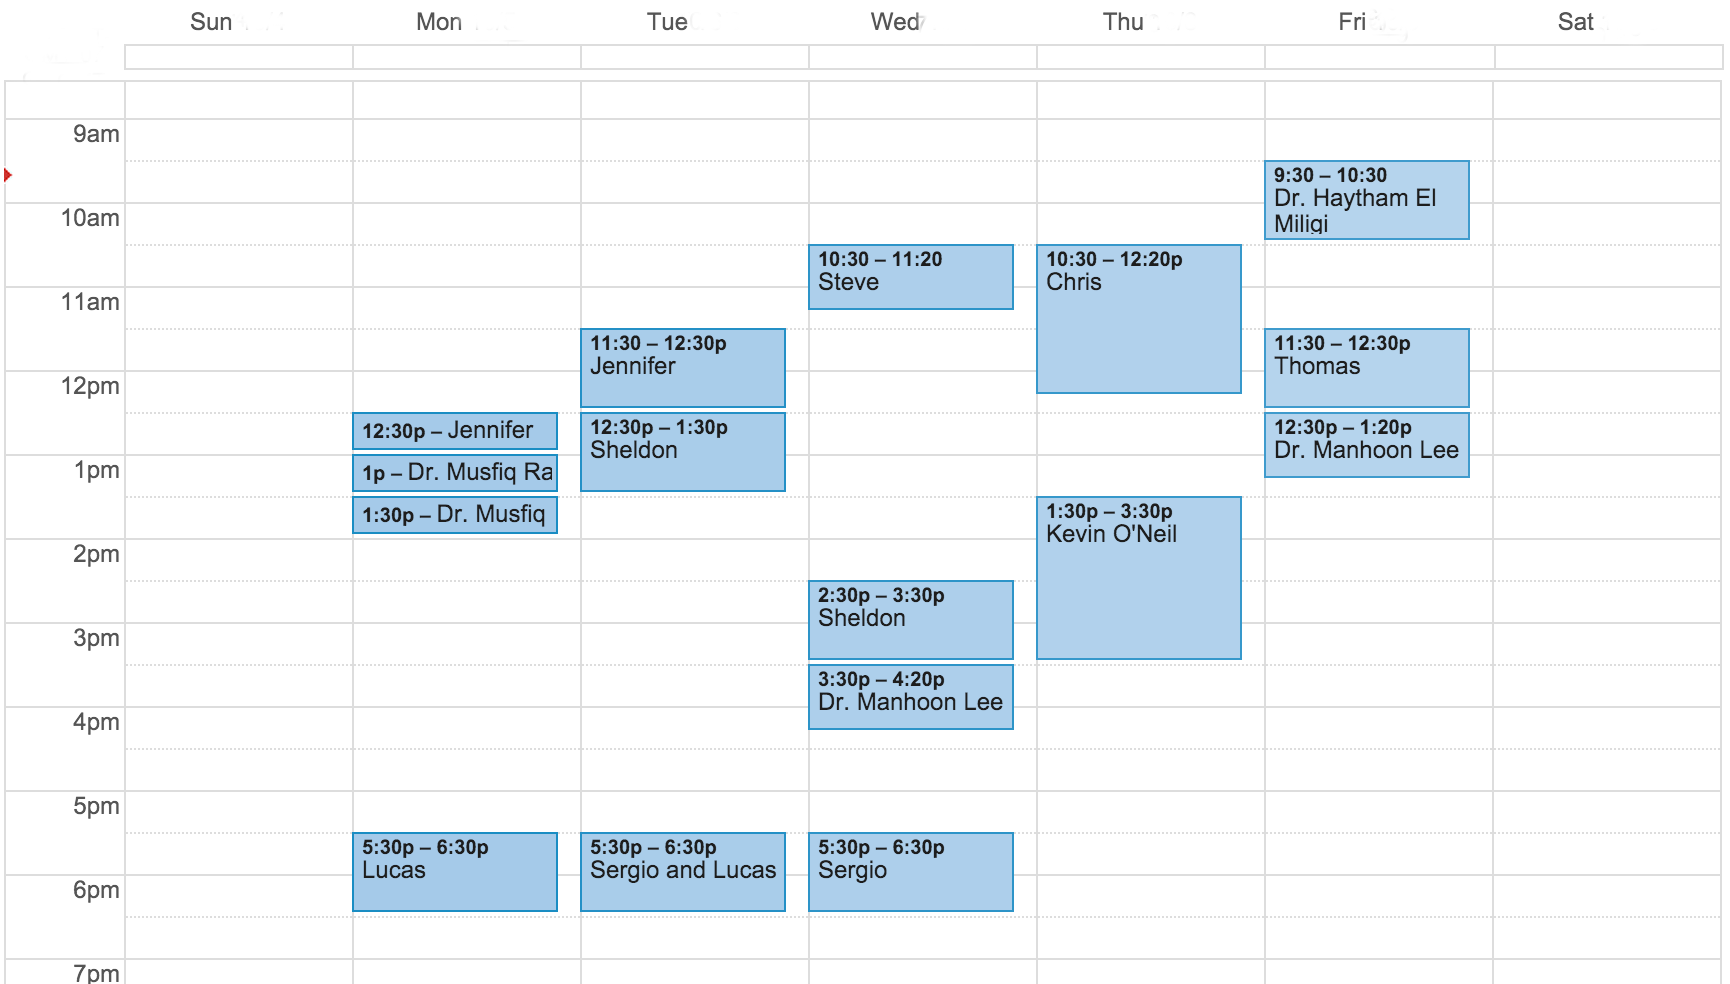 Sun Mon Tue Wed Thu Fri Sat
9am
9:30 – 10:30
Dr. Haytham El
Miligi
10am
10:30 – 11:20
Steve
10:30 – 12:20p
Chris
11am
11:30 – 12:30p
Jennifer
11:30 – 12:30p
Thomas
12pm
12:30p – Jennifer
12:30p – 1:30p
Sheldon
12:30p – 1:20p
Dr. Manhoon Lee
1pm
1p – Dr. Musfiq Ra
1:30p – Dr. Musfiq
1:30p – 3:30p
Kevin O'Neil
2pm
2:30p – 3:30p
Sheldon
3pm
3:30p – 4:20p
Dr. Manhoon Lee
4pm
5pm
5:30p – 6:30p
Lucas
5:30p – 6:30p
Sergio and Lucas
5:30p – 6:30p
Sergio
6pm
7pm